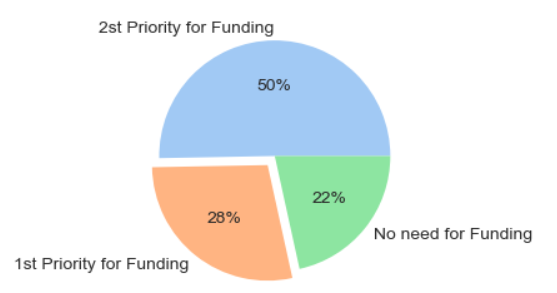 2st Priority for Funding
50%
28%
22%
No need for Funding
1st Priority for Funding